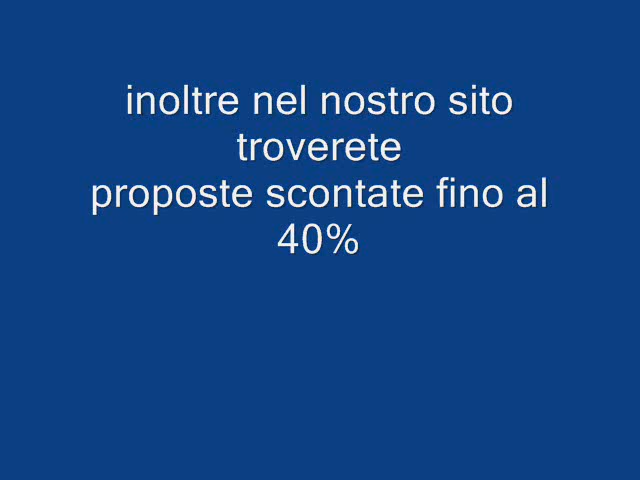 inoltre nel nostro sito
troverete
proposte scontate fino al
40%